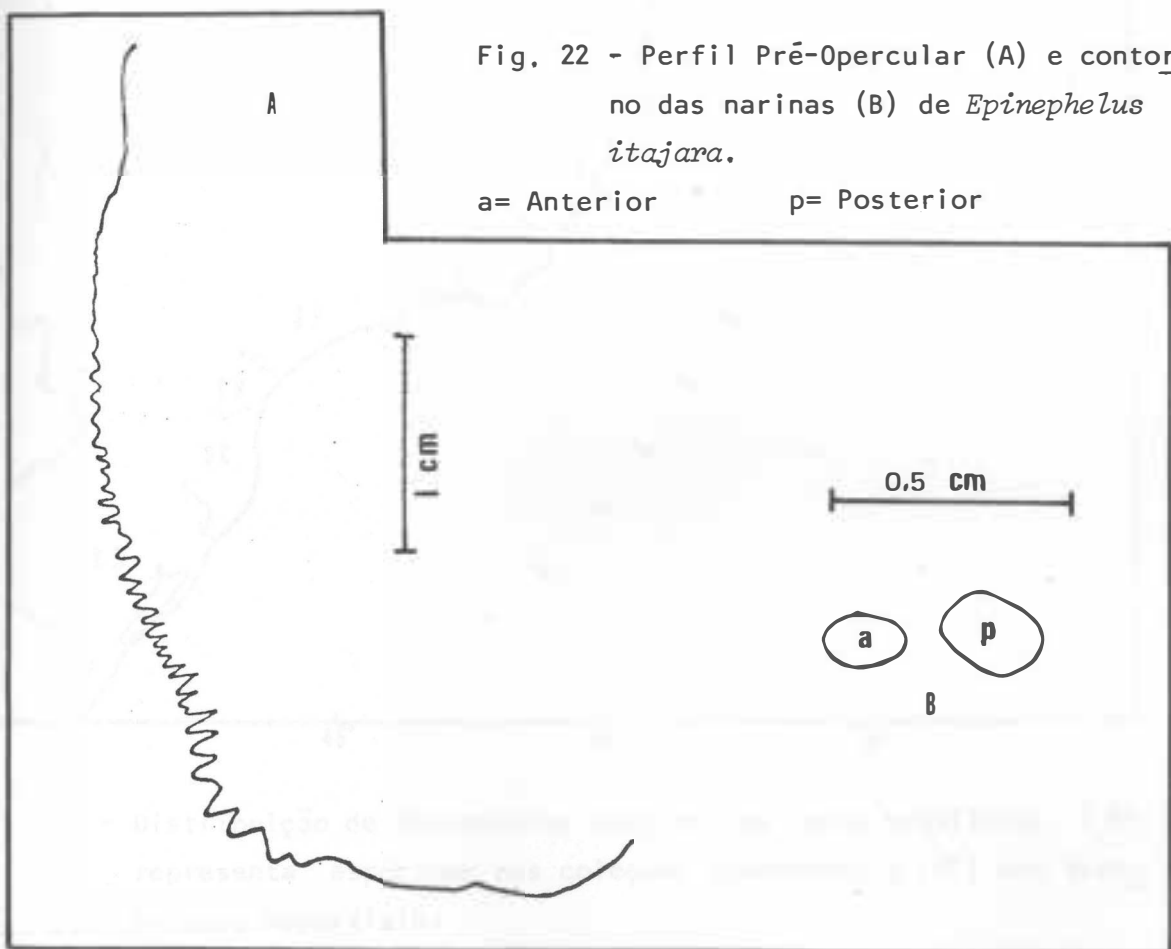 Fig. 22 - Perfil Pré-Opercular (A) e contor
no das narinas (B) de Epinephelus
itajara.
a= Anterior p= Posterior
A
1 cm
0.5 cm
a
p
B